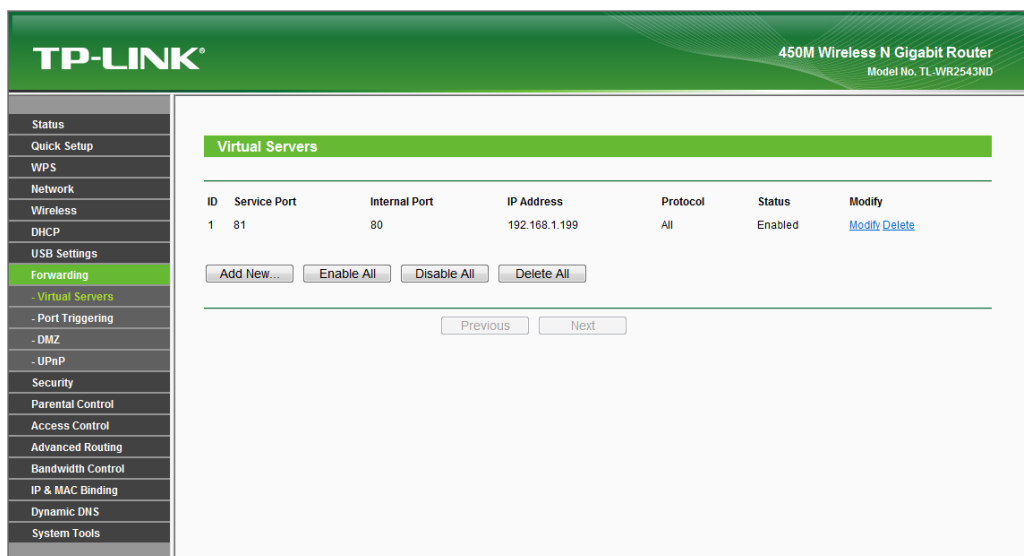 TP-LINK®
450M Wireless N Gigabit Router
Model No. TL-WR2543ND
Status
Quick Setup
WPS
Network
Wireless
DHCP
USB Settings
Forwarding
- Virtual Servers
- Port Triggering
- DMZ
- UPnP
Security
Parental Control
Access Control
Advanced Routing
Bandwidth Control
IP & MAC Binding
Dynamic DNS
System Tools
Virtual Servers
ID Service Port Internal Port IP Address Protocol Status Modify
1 81 80 192.168.1.199 All Enabled Modify Delete
Add New... Enable All Disable All Delete All
Previous Next